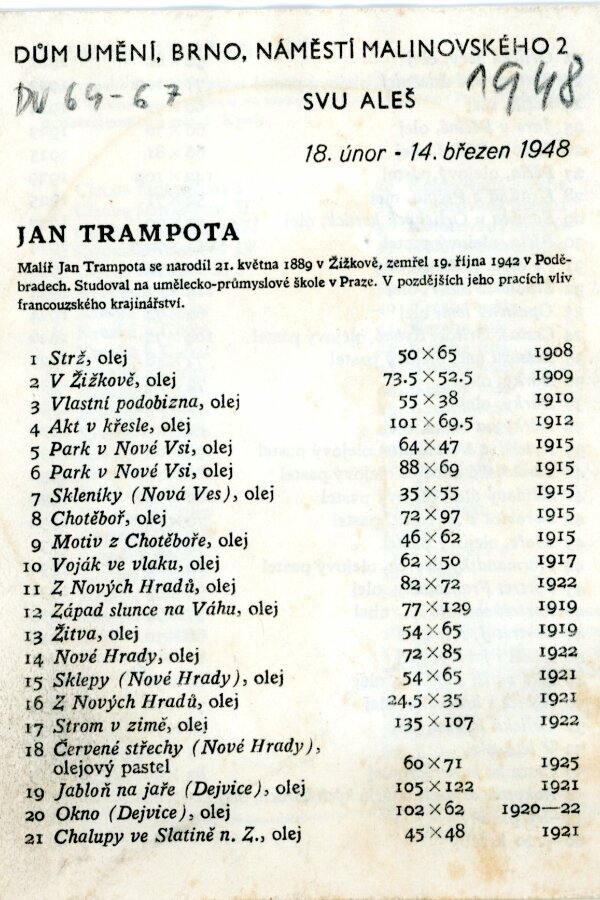 DŮM UMĚNÍ, BRNO, NÁMĚSTÍ MALINOVSKÉHO 2
DU 64-67 SVU ALEŠ 1948
18. únor - 14. březen 1948
JAN TRAMPOTA
Malíř Jan Trampota se narodil 21. května 1889 v Žižkově, zemřel 19. října 1942 v Podě-
bradech. Studoval na umělecko-průmyslové škole v Praze. V pozdějších jeho pracích vliv
francouzského krajinářství.
1 Strž, olej 50×65 1908
2 V Žižkově, olej 73.5×52.5 1909
3 Vlastní podobizna, olej 55×38 1910
4 Akt v křesle, olej 101×69.5 1912
5 Park v Nové Vsi, olej 64×47 1915
6 Park v Nové Vsi, olej 88×69 1915
7 Skleníky (Nová Ves), olej 35×55 1915
8 Chotěboř, olej 72×97 1915
9 Motiv z Chotěboře, olej 46×62 1915
10 Voják ve vlaku, olej 62×50 1917
11 Z Nových Hradů, olej 82×72 1922
12 Západ slunce na Váhu, olej 77×129 1919
13 Žitva, olej 54×65 1919
14 Nové Hrady, olej 72×85 1922
15 Sklepy (Nové Hrady), olej 54×65 1921
16 Z Nových Hradů, olej 24.5×35 1921
17 Strom v zimě, olej 135×107 1922
18 Červené střechy (Nové Hrady),
olejový pastel 60×71 1925
19 Jabloň na jaře (Dejvice), olej 105×122 1921
20 Okno (Dejvice), olej 102×62 1920—22
21 Chalupy ve Slatině n. Z., olej 45×48 1921